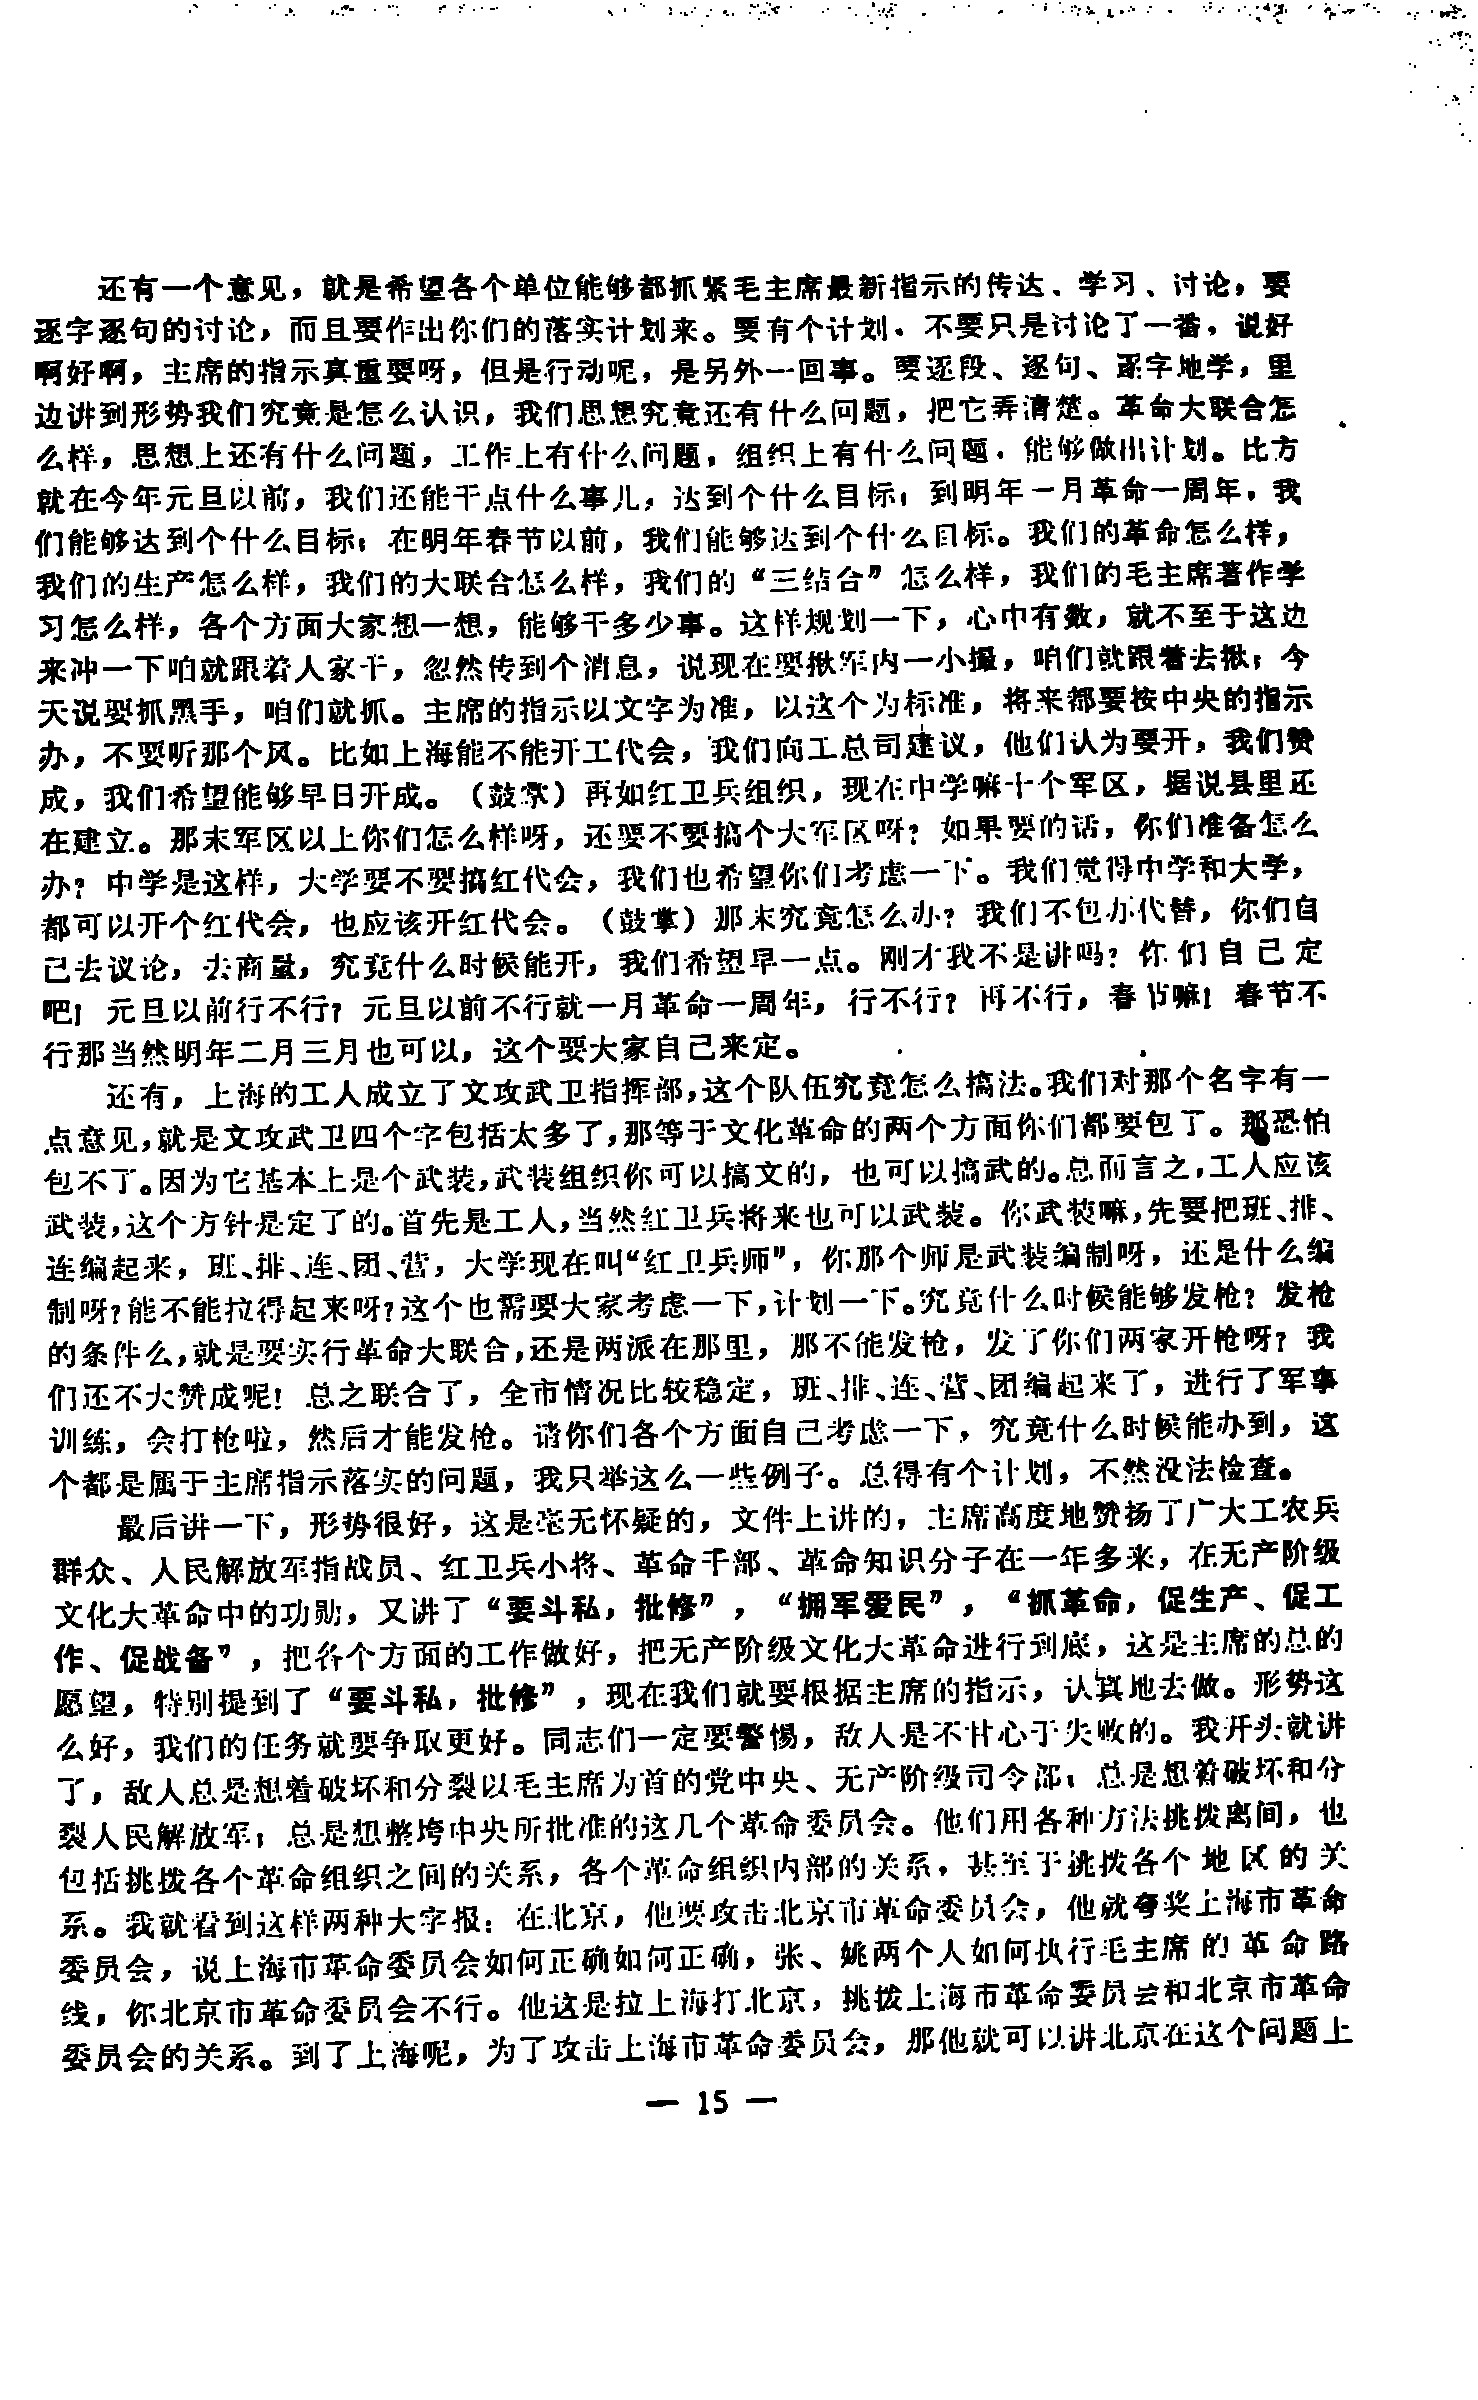 还有一个意见，就是希望各个单位能够都抓紧毛主席最新指示的传达、学习、讨论，要
逐字逐句的讨论，而且要作出你们的落实计划来。要有个计划．不要只是讨论了一番，说好
啊好啊，主席的指示真重要呀，但是行动呢，是另外一回事。要逐段、逐句、逐字地学，里
边讲到形势我们究竟是怎么认识，我们思想究竟还有什么问题，把它弄清楚。革命大联合怎
么样，思想上还有什么问题，工作上有什么问题，组织上有什么问题．能够做出计划。比方
就在今年元旦以前，我们还能干点什么事儿，达到个什么目标；到明年一月革命一周年，我
们能够达到个什么目标；在明年春节以前，我们能够达到个什么目标。我们的革命怎么样，
我们的生产怎么样，我们的大联合怎么样，我们的“三结合”怎么样，我们的毛主席著作学
习怎么样，各个方面大家想一想，能够干多少事。这样规划一下，心中有数，就不至于这边
来冲一下咱就跟着人家干，忽然传到个消息，说现在要揪军内一小撮，咱们就跟着去揪；今
天说要抓黑手，咱们就抓。主席的指示以文字为准，以这个为标准，将来都要按中央的指示
办，不要听那个风。比如上海能不能开工代会，我们向工总司建议，他们认为要开，我们赞
成，我们希望能够早日开成。（鼓掌）再如红卫兵组织，现在中学嘛十个军区，据说县里还
在建立。那末军区以上你们怎么样呀，还要不要搞个大军区呀？如果要的话，你们准备怎么
办？中学是这样，大学要不要搞红代会，我们也希望你们考虑一下。我们觉得中学和大学，
都可以开个红代会，也应该开红代会。（鼓掌）那末究竟怎么办？我们不包办代替，你们自
己去议论，去商量，究竟什么时候能开，我们希望早一点。刚才我不是讲吗？你们自己定
吧！元旦以前行不行？元旦以前不行就一月革命一周年，行不行？再不行，春节嘛！春节不
行那当然明年二月三月也可以，这个要大家自己来定。
还有，上海的工人成立了文攻武卫指挥部，这个队伍究竟怎么搞法。我们对那个名字有一
点意见，就是文攻武卫四个字包括太多了，那等于文化革命的两个方面你们都要包了。那恐怕
包不了。因为它基本上是个武装，武装组织你可以搞文的，也可以搞武的。总而言之，工人应该
武装，这个方针是定了的。首先是工人，当然红卫兵将来也可以武装。你武装嘛，先要把班、排、
连编起来，班、排、连、团、营，大学现在叫“红卫兵师”，你那个师是武装编制呀，还是什么编
制呀？能不能拉得起来呀？这个也需要大家考虑一下，计划一下。究竟什么时候能够发枪？发枪
的条件么，就是要实行革命大联合，还是两派在那里，那不能发枪，发了你们两家开枪呀？我
们还不大赞成呢！总之联合了，全市情况比较稳定，班、排、连、营、团编起来了，进行了军事
训练，会打枪啦，然后才能发枪。请你们各个方面自己考虑一下，究竟什么时候能办到，这
个都是属于主席指示落实的问题，我只举这么一些例子。总得有个计划，不然没法检查。
最后讲一下，形势很好，这是毫无怀疑的，文件上讲的，主席高度地赞扬了广大工农兵
群众、人民解放军指战员、红卫兵小将、革命干部、革命知识分子在一年多来，在无产阶级
文化大革命中的功勋，又讲了“要斗私，批修”，“拥军爱民”，“抓革命，促生产、促工
作、促战备”，把各个方面的工作做好，把无产阶级文化大革命进行到底，这是主席的总的
愿望，特别提到了“要斗私，批修”，现在我们就要根据主席的指示，认真地去做。形势这
么好，我们的任务就要争取更好。同志们一定要警惕，敌人是不甘心于失败的。我开头就讲
了，敌人总是想着破坏和分裂以毛主席为首的党中央、无产阶级司令部；总是想着破坏和分
裂人民解放军；总是想整垮中央所批准的这几个革命委员会。他们用各种方法挑拨离间，也
包括挑拨各个革命组织之间的关系，各个革命组织内部的关系，甚至于挑拨各个地区的关
系。我就看到这样两种大字报：在北京，他要攻击北京市革命委员会，他就夸奖上海市革命
委员会，说上海市革命委员会如何正确如何正确，张、姚两个人如何执行毛主席的革命路
线，你北京市革命委员会不行。他这是拉上海打北京，挑拨上海市革命委员会和北京市革命
委员会的关系。到了上海呢，为了攻击上海市革命委员会，那他就可以讲北京在这个问题上
— 15 —